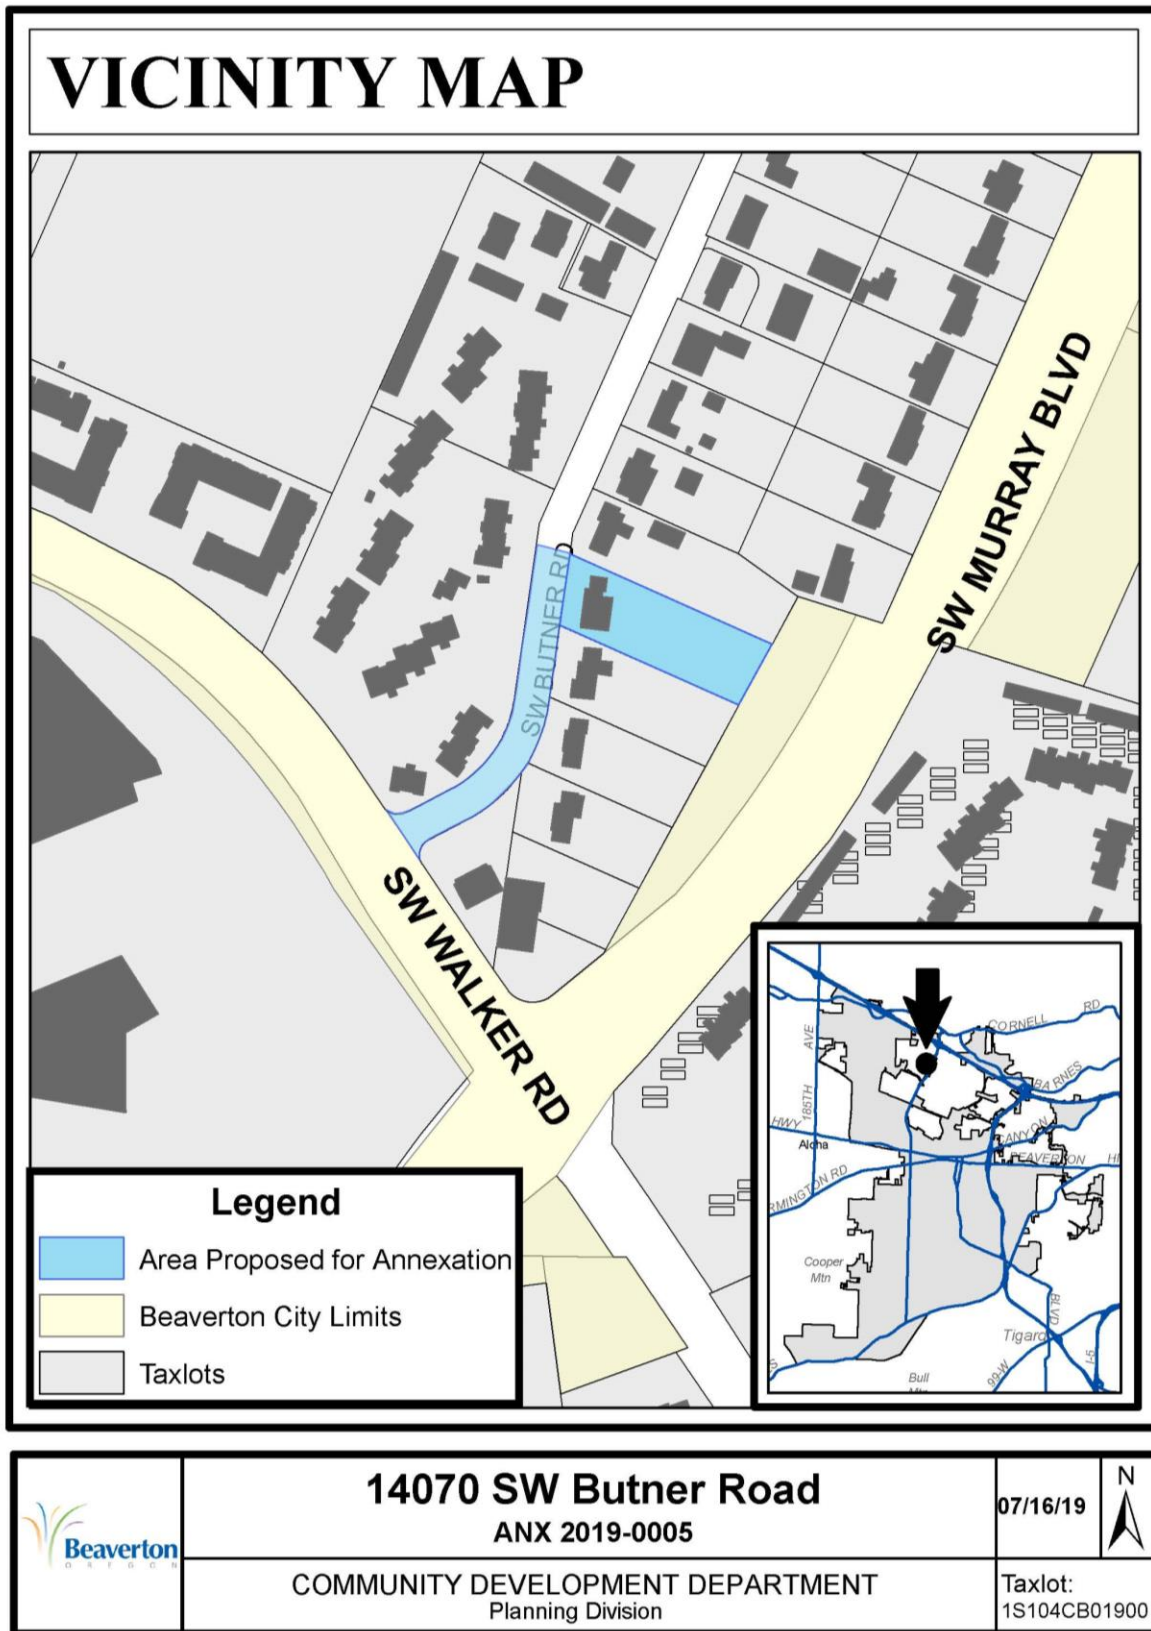 VICINITY MAP
SW MURRAY BLVD
SW BUTNER RD
SW WALKER RD
CORNELL RD
185TH AVE
BARNES
HWY
CANYON
Aloha
BEAVERTON
RMINGTON RD
Cooper
Mtn
BLVD
Tigard
I-5
99-W
Bull
Legend
Area Proposed for Annexation
Beaverton City Limits
Taxlots
Beaverton
OREGON
14070 SW Butner Road
ANX 2019-0005
07/16/19
N
COMMUNITY DEVELOPMENT DEPARTMENT
Planning Division
Taxlot:
1S104CB01900